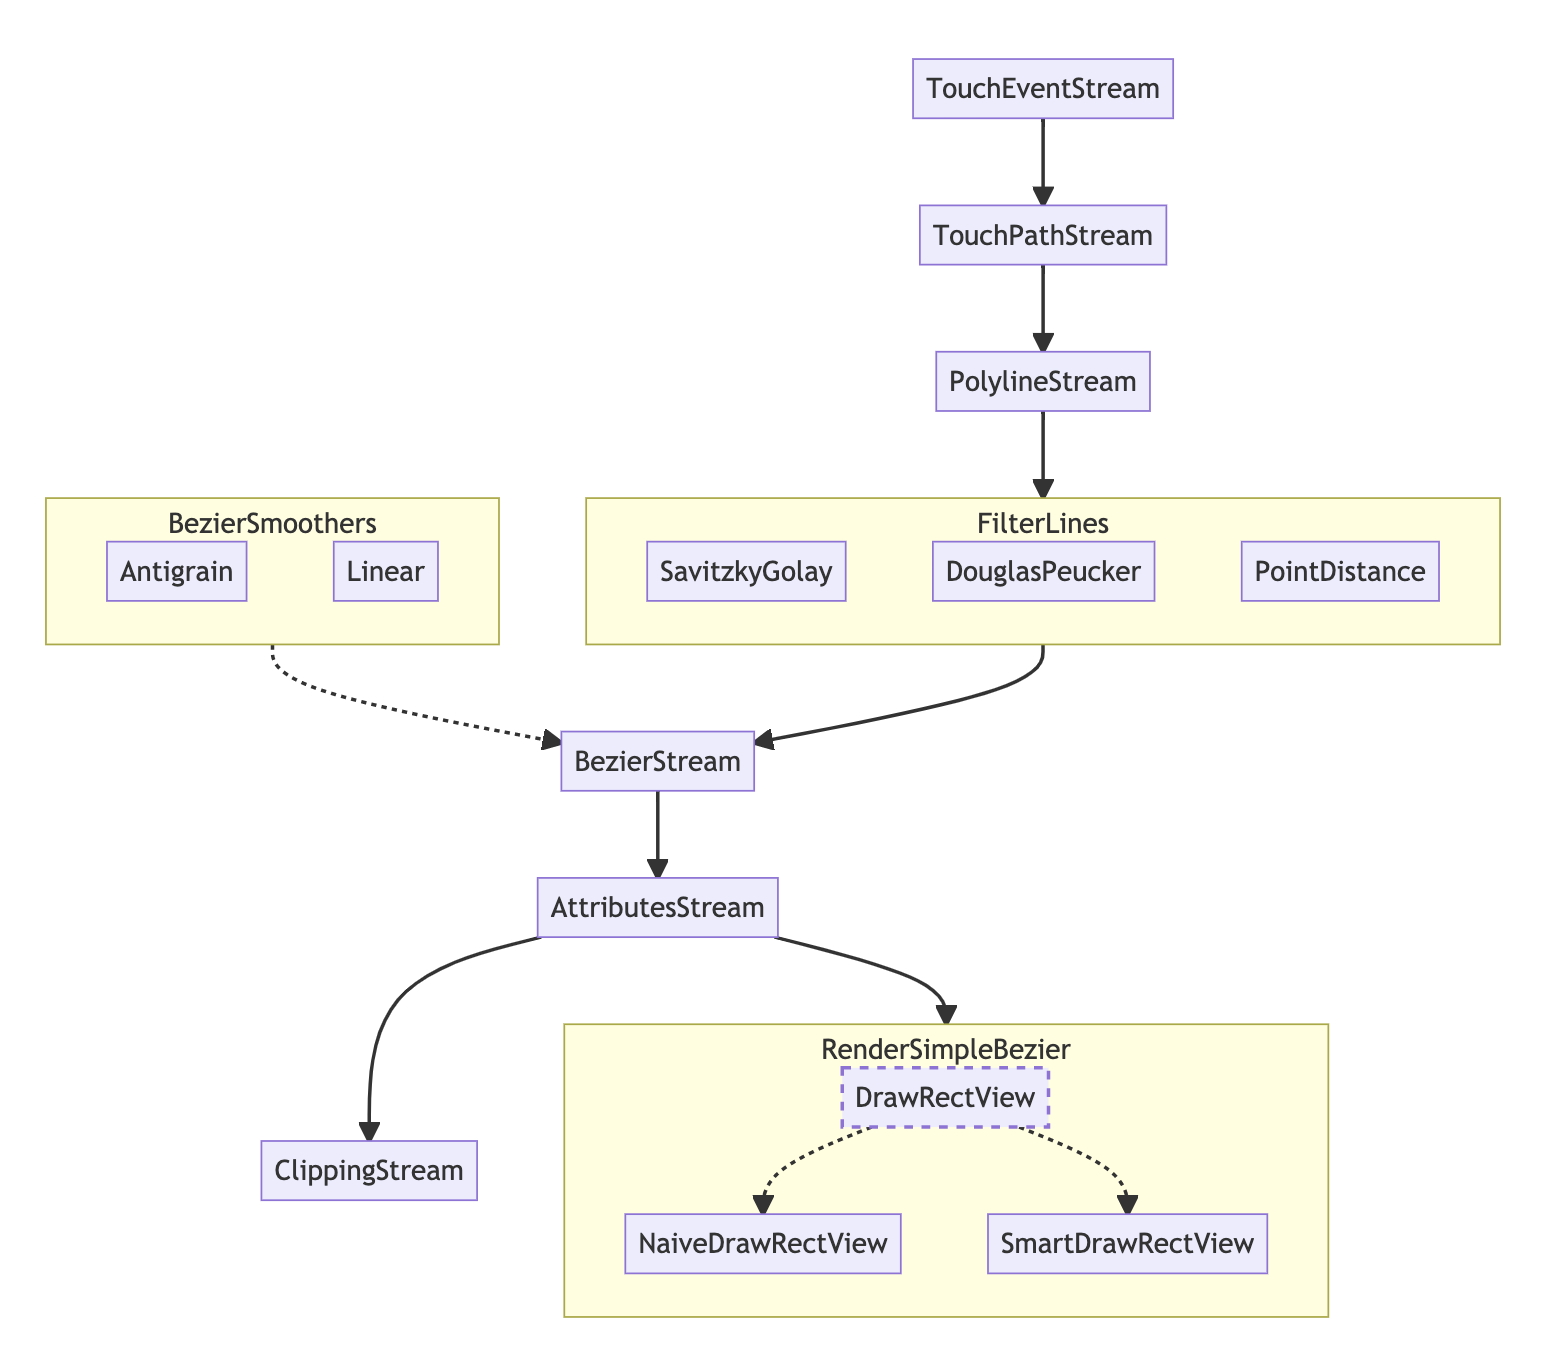 TouchEventStream
TouchPathStream
PolylineStream
BezierSmoothers
Antigrain
Linear
FilterLines
SavitzkyGolay
DouglasPeucker
PointDistance
BezierStream
AttributesStream
ClippingStream
RenderSimpleBezier
DrawRectView
NaiveDrawRectView
SmartDrawRectView